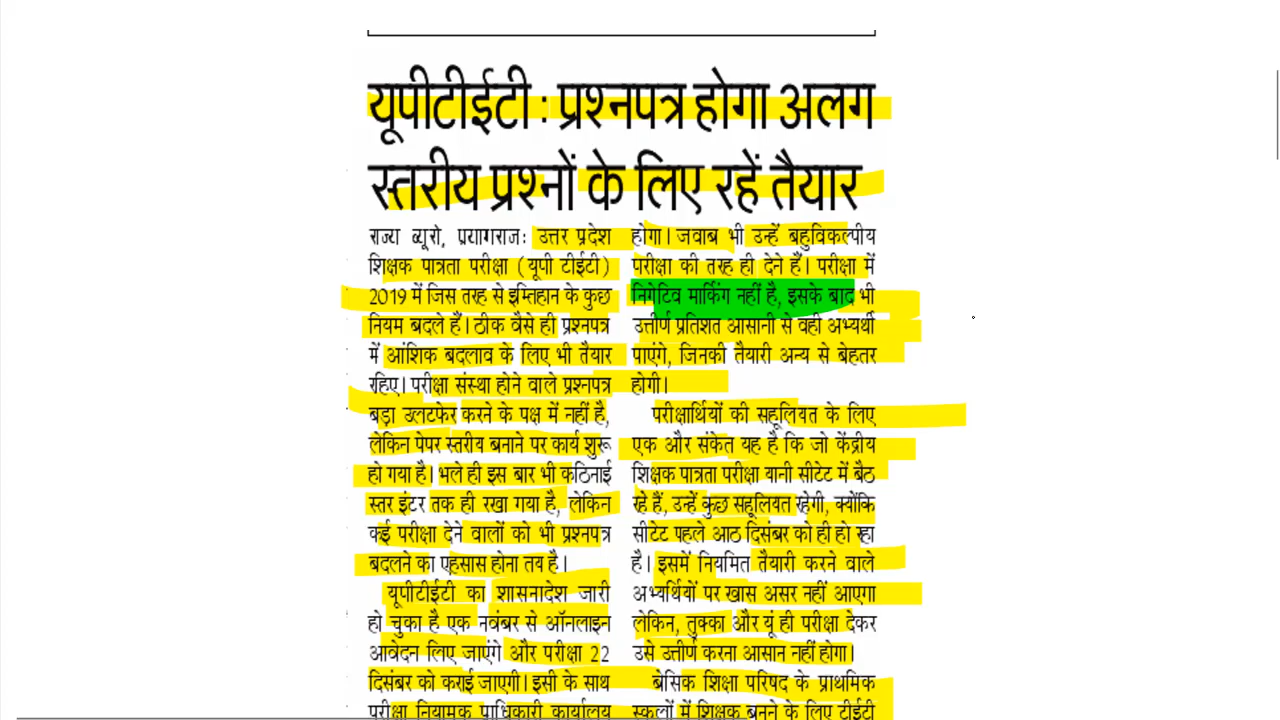 यूपीटीईटी : प्रश्नपत्र होगा अलग
स्तरीय प्रश्नों के लिए रहें तैयार
राज्य ब्यूरो, प्रयागराज: उत्तर प्रदेश
शिक्षक पात्रता परीक्षा (यूपी टीईटी)
2019 में जिस तरह से इम्तिहान के कुछ
नियम बदले हैं। ठीक वैसे ही प्रश्नपत्र
में आंशिक बदलाव के लिए भी तैयार
रहिए। परीक्षा संस्था होने वाले प्रश्नपत्र
बड़ा उलटफेर करने के पक्ष में नहीं है,
लेकिन पेपर स्तरीय बनाने पर कार्य शुरू
हो गया है। भले ही इस बार भी कठिनाई
स्तर इंटर तक ही रखा गया है, लेकिन
कई परीक्षा देने वालों को भी प्रश्नपत्र
बदलने का एहसास होना तय है।
यूपीटीईटी का शासनादेश जारी
हो चुका है एक नवंबर से ऑनलाइन
आवेदन लिए जाएंगे और परीक्षा 22
दिसंबर को कराई जाएगी। इसी के साथ
परीक्षा नियामक प्राधिकारी कार्यालय
होगा। जवाब भी उन्हें बहुविकल्पीय
परीक्षा की तरह ही देने हैं। परीक्षा में
निगेटिव मार्किंग नहीं है, इसके बाद भी
उत्तीर्ण प्रतिशत आसानी से वही अभ्यर्थी
पाएंगे, जिनकी तैयारी अन्य से बेहतर
होगी।
परीक्षार्थियों की सहूलियत के लिए
एक और संकेत यह है कि जो केंद्रीय
शिक्षक पात्रता परीक्षा यानी सीटेट में बैठ
रहे हैं, उन्हें कुछ सहूलियत रहेगी, क्योंकि
सीटेट पहले आठ दिसंबर को ही हो रहा
है। इसमें नियमित तैयारी करने वाले
अभ्यर्थियों पर खास असर नहीं आएगा
लेकिन, तुक्का और यूं ही परीक्षा देकर
उसे उत्तीर्ण करना आसान नहीं होगा।
बेसिक शिक्षा परिषद के प्राथमिक
स्कूलों में शिक्षक बनने के लिए टीईटी